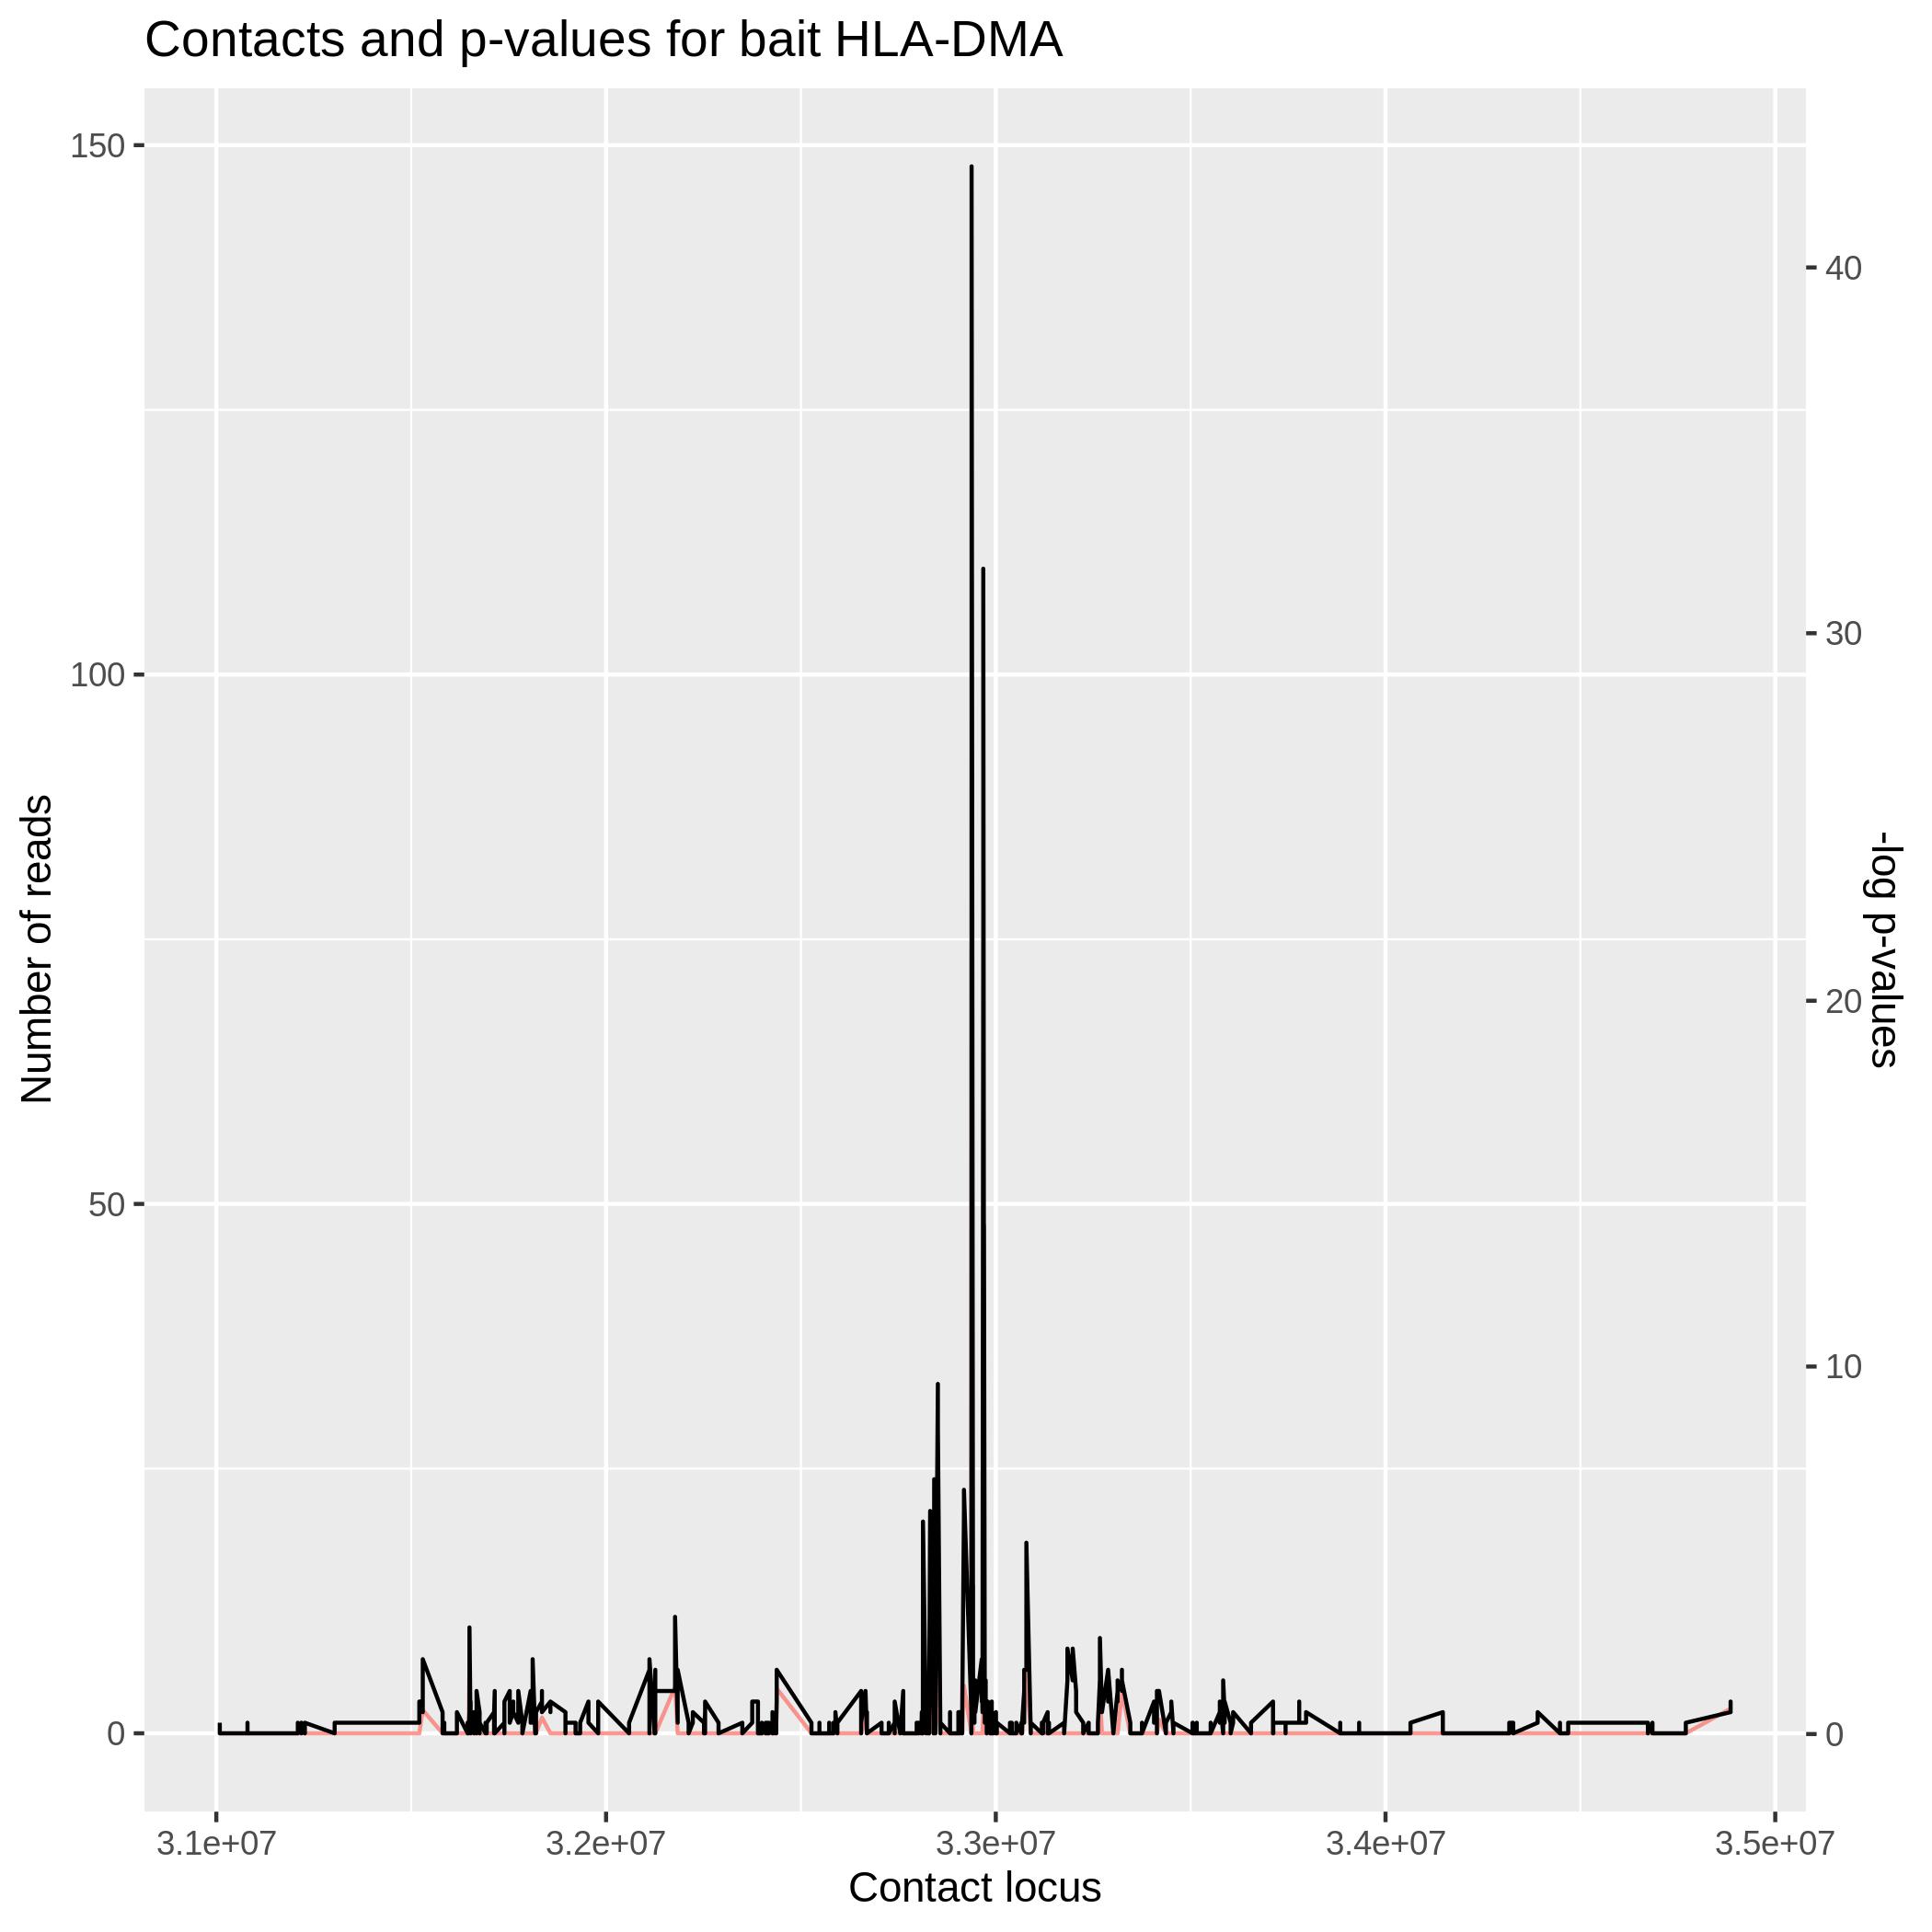 Contacts and p-values for bait HLA-DMA
150
100
50
0
Number of reads
40
30
20
10
0
-log p-values
3.1e+07
3.2e+07
3.3e+07
3.4e+07
3.5e+07
Contact locus